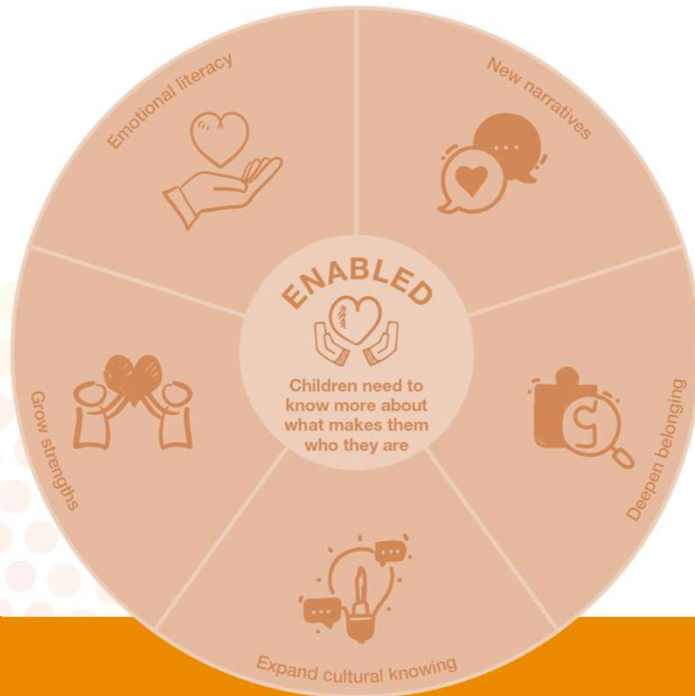 Emotional literacy
New narratives
ENABLED
Children need to
know more about
what makes them
who they are
Grow strengths
Deepen belonging
Expand cultural knowing